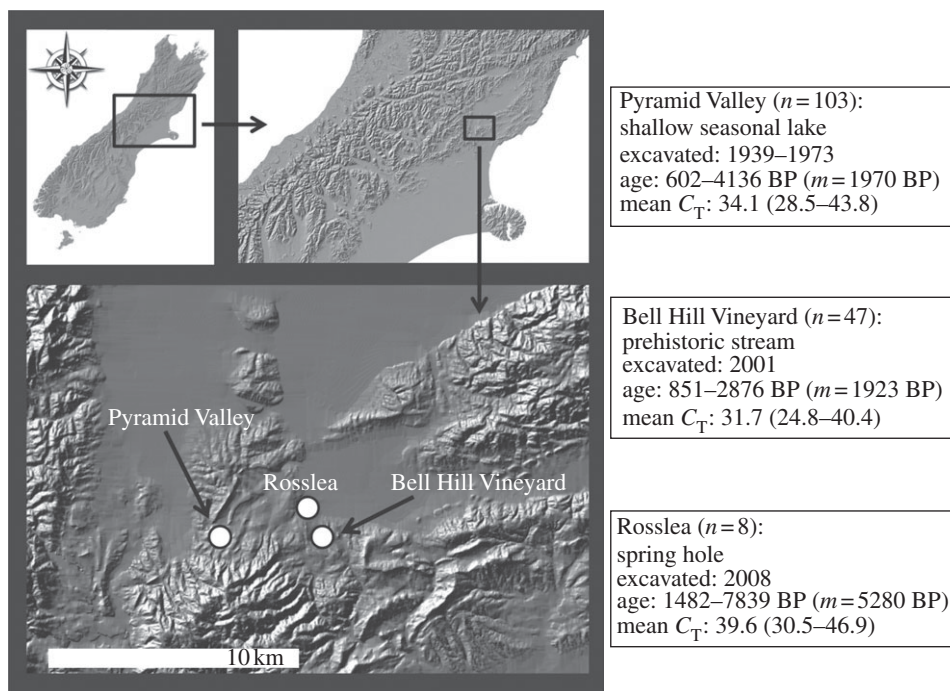 Pyramid Valley (n = 103):
shallow seasonal lake
excavated: 1939–1973
age: 602–4136 BP (m = 1970 BP)
mean C_T: 34.1 (28.5–43.8)
Bell Hill Vineyard (n = 47):
prehistoric stream
excavated: 2001
age: 851–2876 BP (m = 1923 BP)
mean C_T: 31.7 (24.8–40.4)
Rosslea (n = 8):
spring hole
excavated: 2008
age: 1482–7839 BP (m = 5280 BP)
mean C_T: 39.6 (30.5–46.9)
Pyramid Valley
Rosslea
Bell Hill Vineyard
10 km